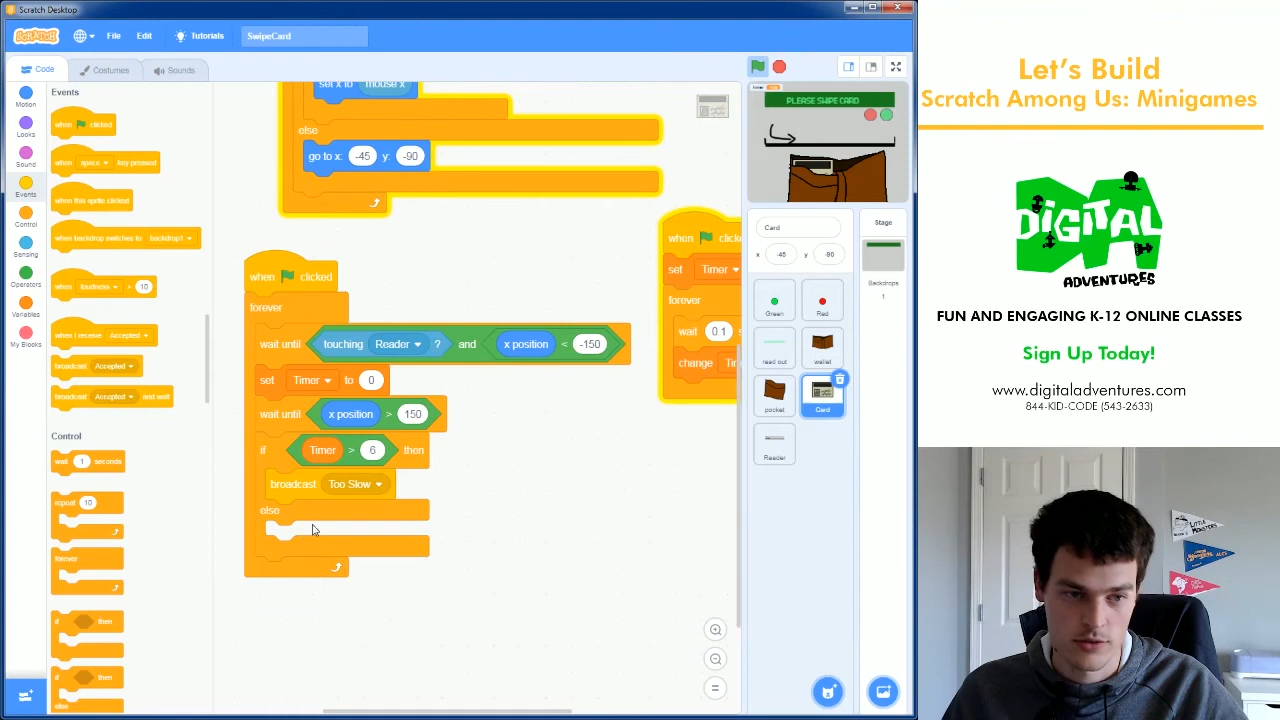 Scratch Desktop
SCRATCH
File
Edit
Tutorials
SwipeCard
Code
Costumes
Sounds
Motion
Looks
Sound
Events
Control
Sensing
Operators
Variables
My Blocks
Events
when clicked
when space key pressed
when this sprite clicked
when backdrop switches to backdrop1
when loudness > 10
when I receive Accepted
broadcast Accepted
broadcast Accepted and wait
Control
wait 1 seconds
repeat 10
forever
if then
if then
else
set x to mouse x
else
go to x: -45 y: -90
when clicked
forever
wait until touching Reader ? and x position < -150
set Timer to 0
wait until x position > 150
if Timer > 6 then
broadcast Too Slow
else
when clicke
set Timer
forever
wait 0.1 s
change Tir
PLEASE SWIPE CARD
Card
x -45 y -90
Green
Red
read out
wallet
pocket
Card
Reader
Stage
Backdrops
1
Let's Build
Scratch Among Us: Minigames
DIGITAL
ADVENTURES
FUN AND ENGAGING K-12 ONLINE CLASSES
Sign Up Today!
www.digitaladventures.com
844-KID-CODE (543-2633)